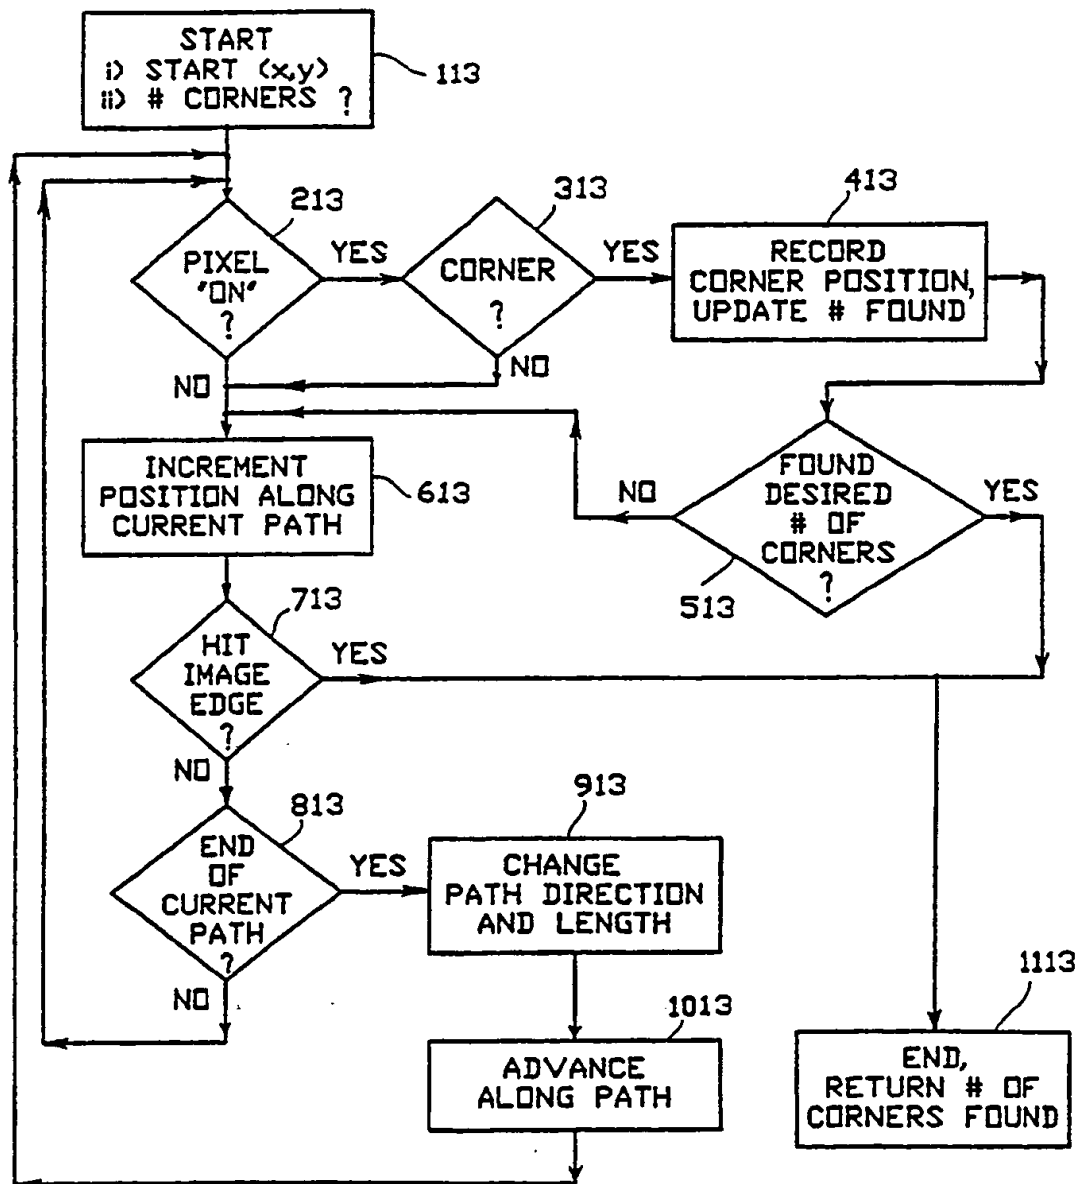 START
i) START (x,y)
ii) # CORNERS ?
113
213
PIXEL
"ON"
?
YES
NO
313
CORNER
?
YES
NO
413
RECORD
CORNER POSITION,
UPDATE # FOUND
FOUND
DESIRED
# OF
CORNERS
?
NO
YES
513
INCREMENT
POSITION ALONG
CURRENT PATH
613
713
HIT
IMAGE
EDGE
?
YES
NO
813
END
OF
CURRENT
PATH
?
YES
NO
913
CHANGE
PATH DIRECTION
AND LENGTH
1013
ADVANCE
ALONG PATH
1113
END,
RETURN # OF
CORNERS FOUND